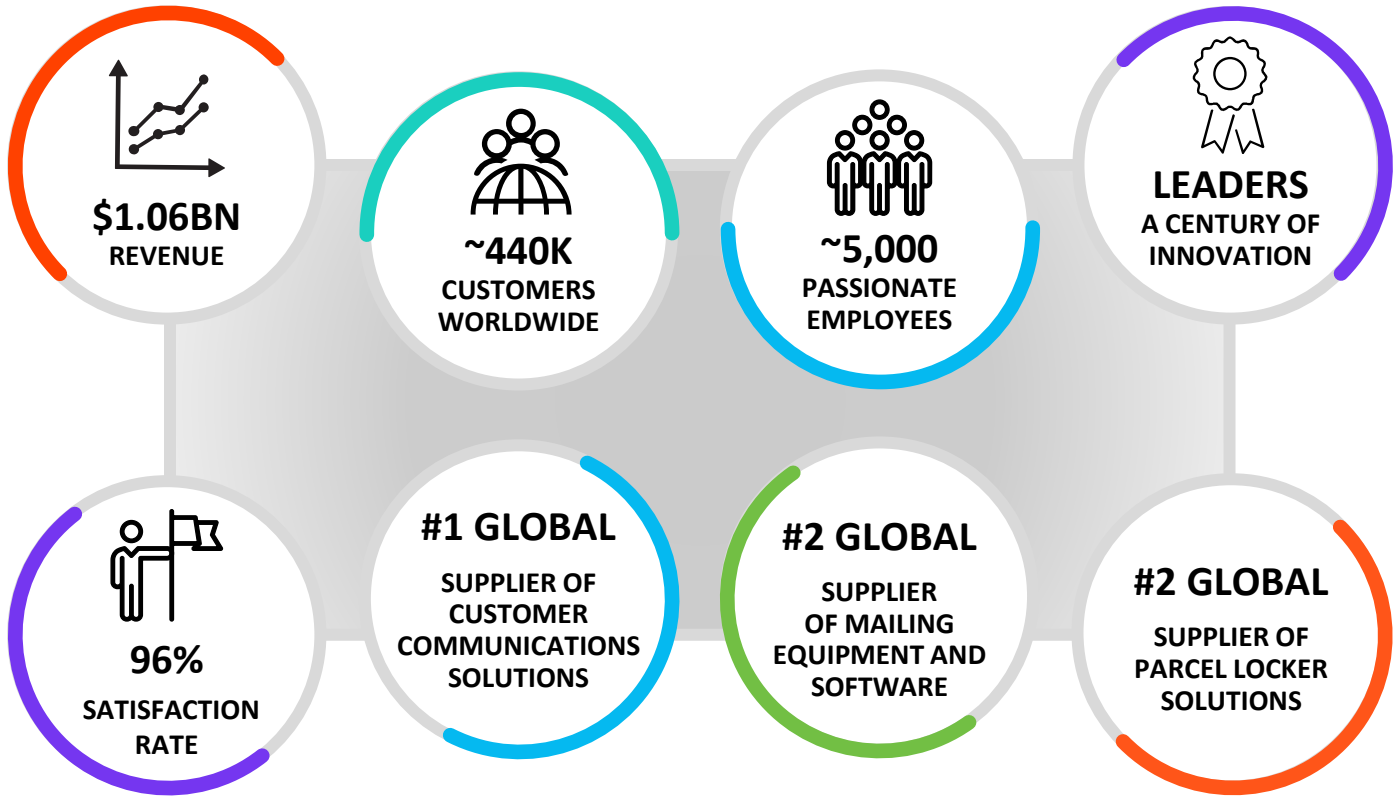 $1.06BN
REVENUE
~440K
CUSTOMERS
WORLDWIDE
~5,000
PASSIONATE
EMPLOYEES
LEADERS
A CENTURY OF
INNOVATION
96%
SATISFACTION
RATE
#1 GLOBAL
SUPPLIER OF
CUSTOMER
COMMUNICATIONS
SOLUTIONS
#2 GLOBAL
SUPPLIER
OF MAILING
EQUIPMENT AND
SOFTWARE
#2 GLOBAL
SUPPLIER OF
PARCEL LOCKER
SOLUTIONS